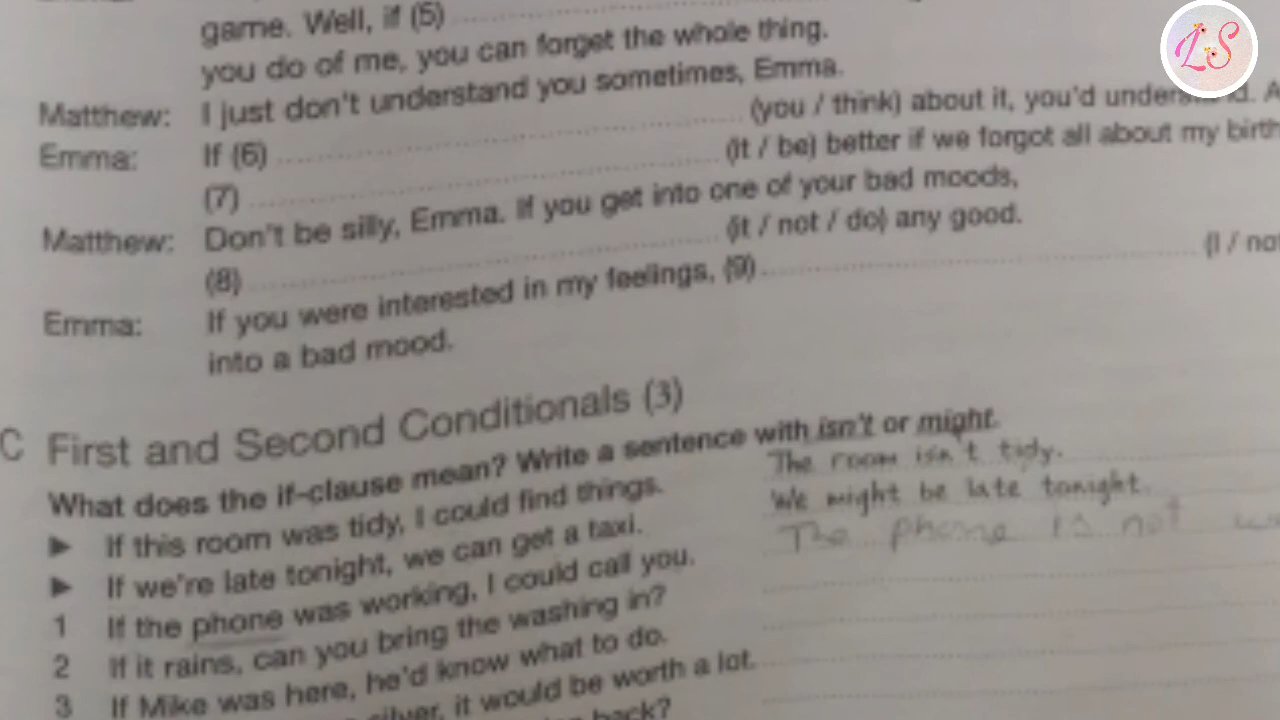 game. Well, if (5)
you do of me, you can forget the whole thing.
Matthew: I just don't understand you sometimes, Emma.
Emma: If (6) (you / think) about it, you'd understand. A
(7) (it / be) better if we forgot all about my birth
Matthew: Don't be silly, Emma. If you get into one of your bad moods,
(8) (it / not / do) any good.
Emma: If you were interested in my feelings, (9) (I / not
into a bad mood.
C First and Second Conditionals (3)
What does the if-clause mean? Write a sentence with isn't or might.
► If this room was tidy, I could find things. The room isn't tidy.
► If we're late tonight, we can get a taxi. We might be late tonight.
1 If the phone was working, I could call you. The phone is not
2 If it rains, can you bring the washing in?
3 If Mike was here, he'd know what to do.
silver, it would be worth a lot.
back?
LS